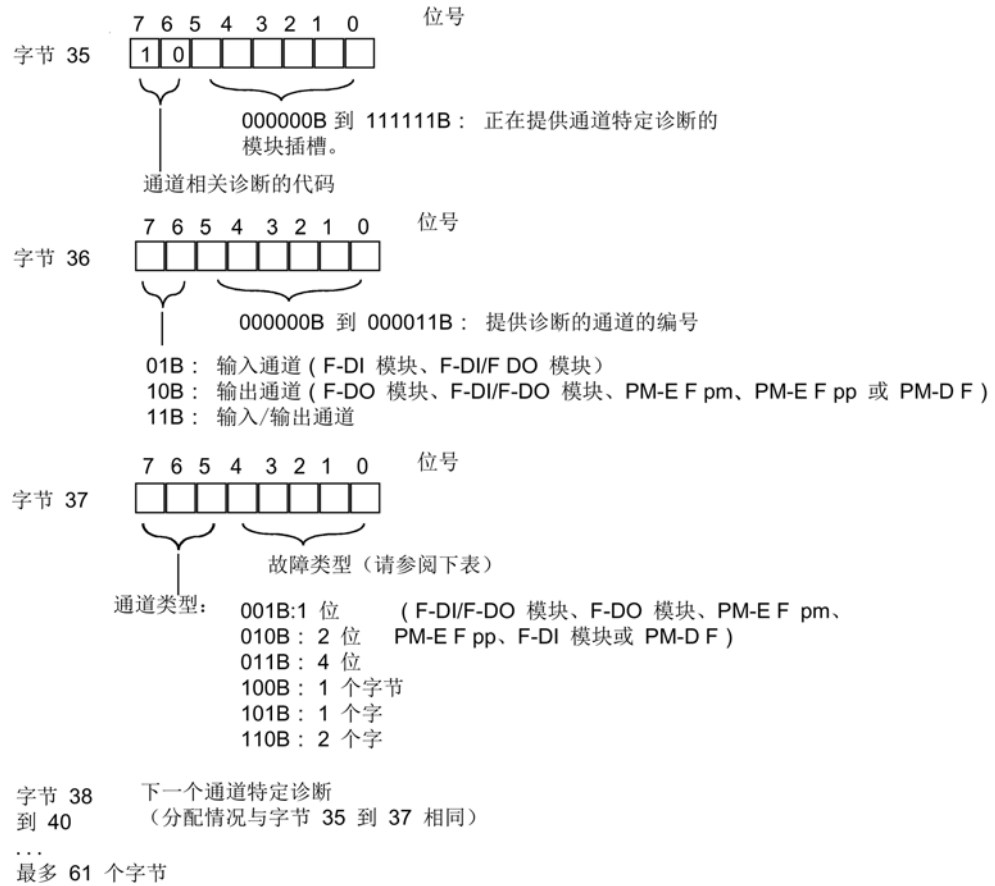 7 6 5 4 3 2 1 0 位号
字节 35 1 0
000000B 到 111111B： 正在提供通道特定诊断的
模块插槽。
通道相关诊断的代码
7 6 5 4 3 2 1 0 位号
字节 36
000000B 到 000011B： 提供诊断的通道的编号
01B： 输入通道 ( F-DI 模块、F-DI/F DO 模块）
10B： 输出通道 ( F-DO 模块、F-DI/F-DO 模块、PM-E F pm、PM-E F pp 或 PM-D F )
11B： 输入/输出通道
7 6 5 4 3 2 1 0 位号
字节 37
故障类型（请参阅下表）
通道类型： 001B:1 位 ( F-DI/F-DO 模块、F-DO 模块、PM-E F pm、
010B： 2 位 PM-E F pp、F-DI 模块或 PM-D F )
011B： 4 位
100B： 1 个字节
101B： 1 个字
110B： 2 个字
字节 38 下一个通道特定诊断
到 40 （分配情况与字节 35 到 37 相同）
...
最多 61 个字节